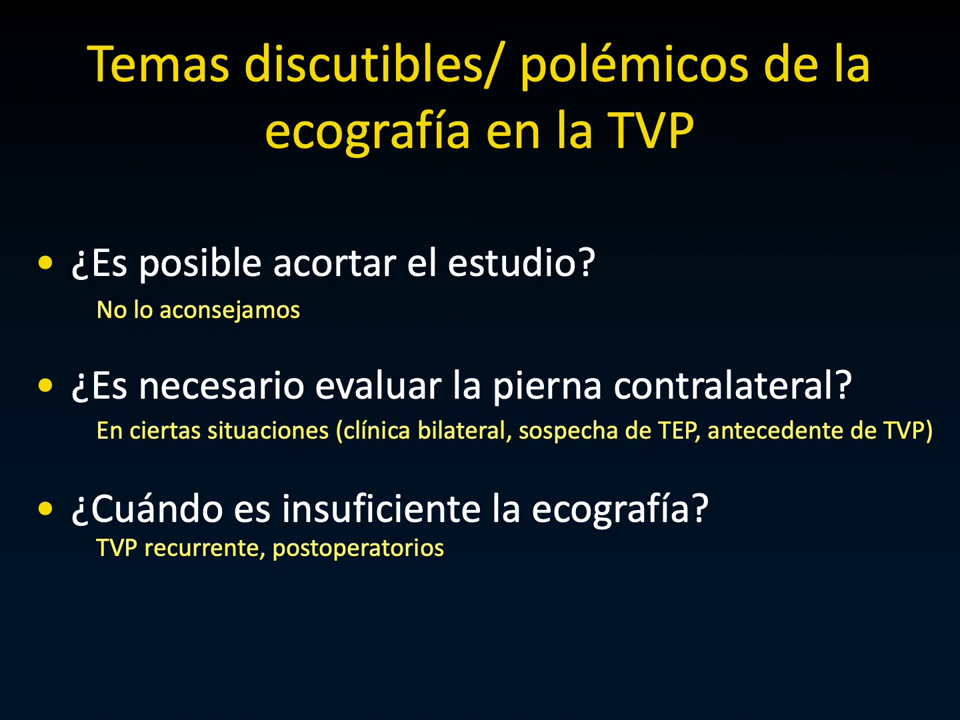 Temas discutibles/ polémicos de la
ecografía en la TVP
• ¿Es posible acortar el estudio?
No lo aconsejamos
• ¿Es necesario evaluar la pierna contralateral?
En ciertas situaciones (clínica bilateral, sospecha de TEP, antecedente de TVP)
• ¿Cuándo es insuficiente la ecografía?
TVP recurrente, postoperatorios